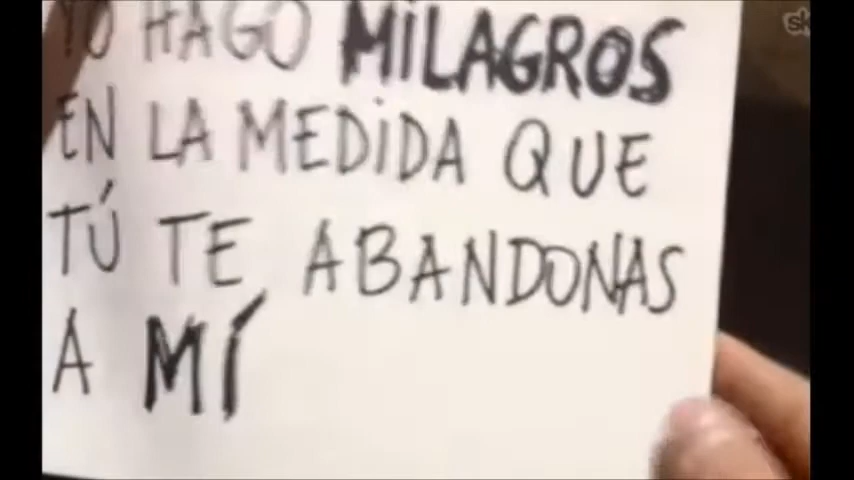 YO HAGO MILAGROS
EN LA MEDIDA QUE
TÚ TE ABANDONAS
A MÍ